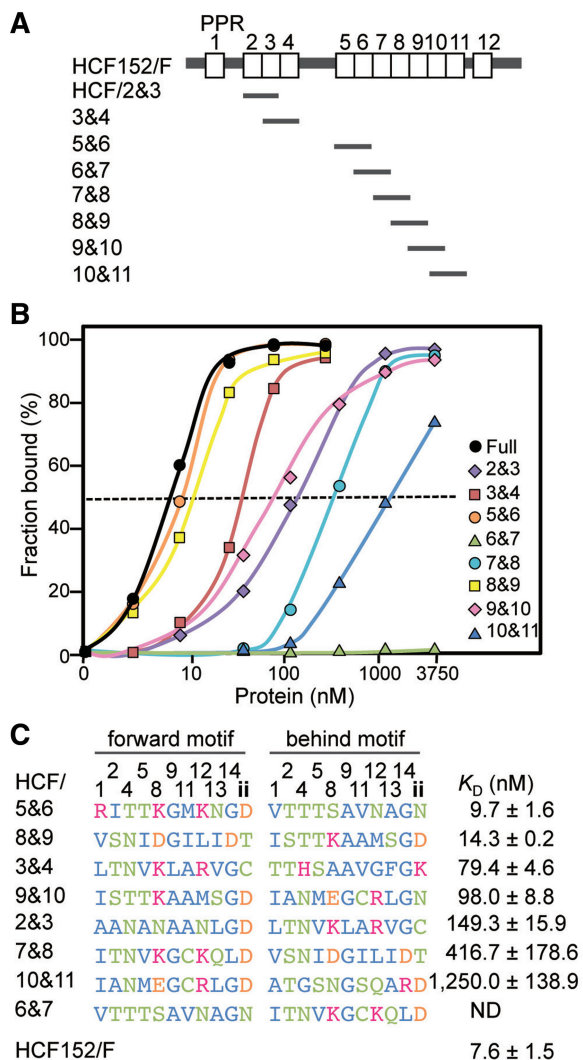 A
PPR
1 2 3 4 5 6 7 8 9 10 11 12
HCF152/F
HCF/2&3
3&4
5&6
6&7
7&8
8&9
9&10
10&11
B
100
80
60
40
20
0
Fraction bound (%)
Full
2&3
3&4
5&6
6&7
7&8
8&9
9&10
10&11
0 10 100 1000 3750
Protein (nM)
C
forward motif behind motif
2 5 9 11 14 2 5 9 11 14
HCF/ 1 4 8 12 13 ii 1 4 8 12 13 ii KD (nM)
5&6 RITTKGMKNGD VTTTSAVNAGN 9.7 ± 1.6
8&9 VSNIDGILIDT ISTTKAAMSGD 14.3 ± 0.2
3&4 LTNVKLARVGC TTHSAAVGFGK 79.4 ± 4.6
9&10 ISTTKAAMSGD IANMEGCRLGN 98.0 ± 8.8
2&3 AANANAANLGD LTNVKLARVGC 149.3 ± 15.9
7&8 ITNVKGCKQLD VSNIDGILIDT 416.7 ± 178.6
10&11 IANMEGCRLGD ATGSNGSQARD 1,250.0 ± 138.9
6&7 VTTTSAVNAGN ITNVKGCKQLD ND
HCF152/F 7.6 ± 1.5